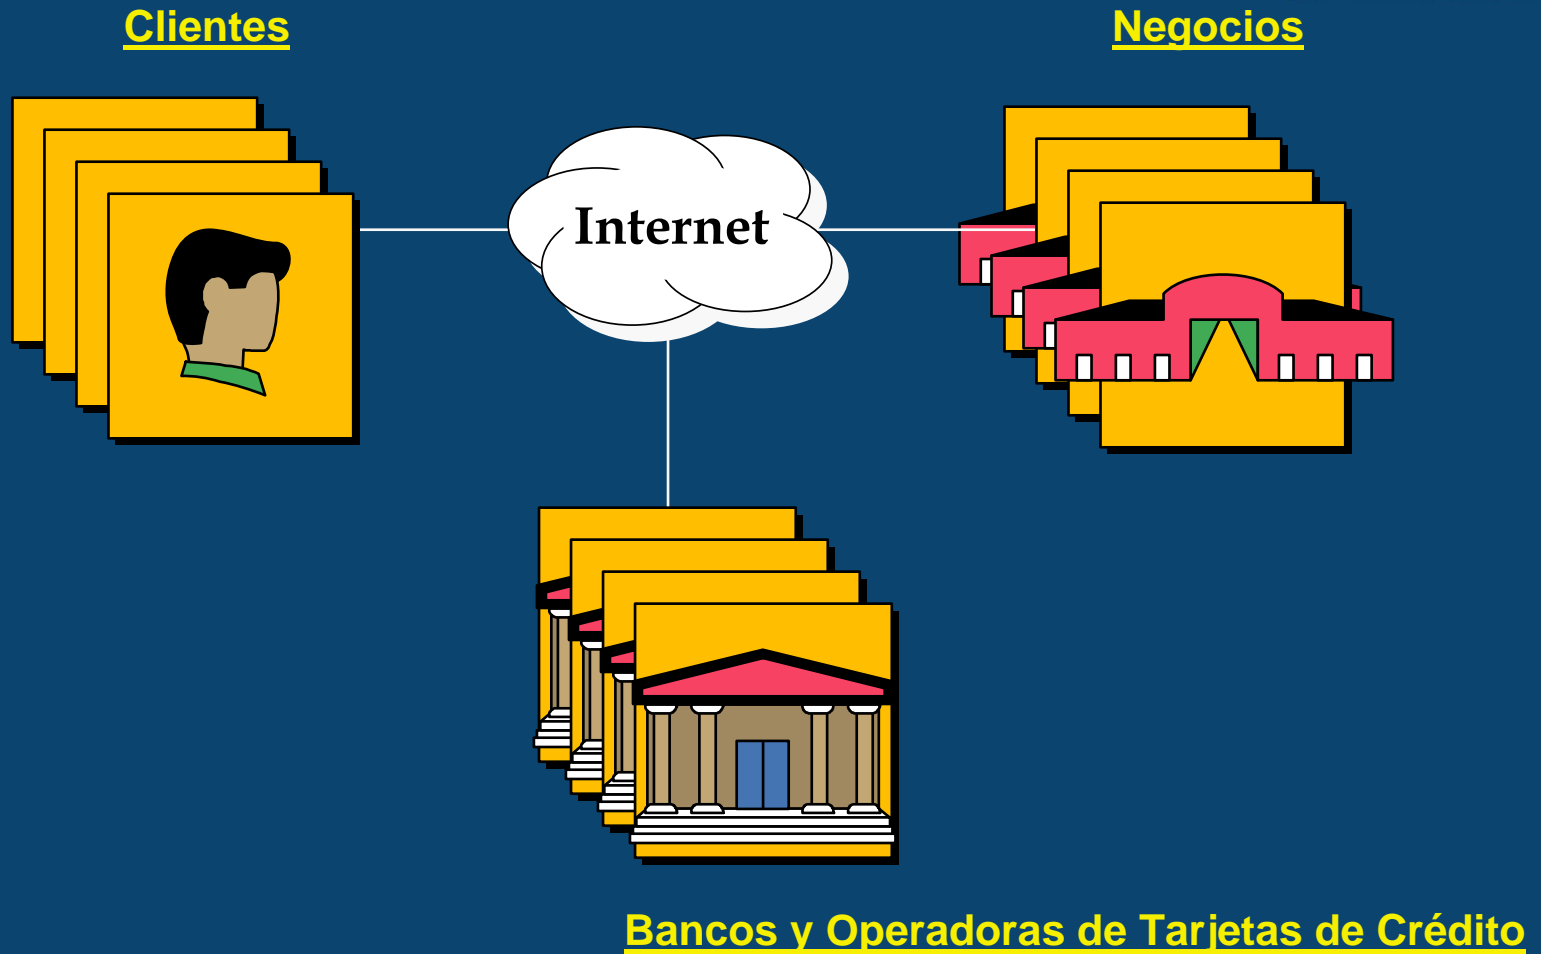 Clientes
Negocios
Internet
Bancos y Operadoras de Tarjetas de Crédito